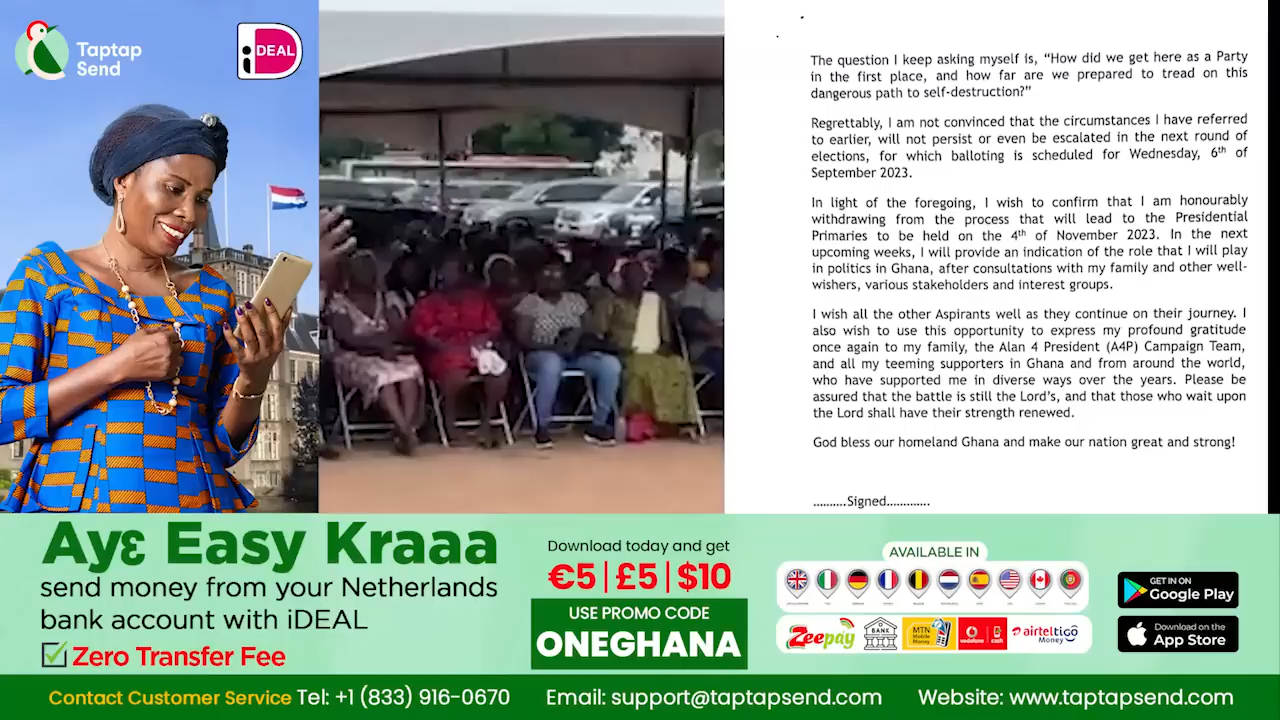 Taptap
Send
iDEAL
The question I keep asking myself is, “How did we get here as a Party
in the first place, and how far are we prepared to tread on this
dangerous path to self-destruction?”
Regrettably, I am not convinced that the circumstances I have referred
to earlier, will not persist or even be escalated in the next round of
elections, for which balloting is scheduled for Wednesday, 6th of
September 2023.
In light of the foregoing, I wish to confirm that I am honourably
withdrawing from the process that will lead to the Presidential
Primaries to be held on the 4th of November 2023. In the next
upcoming weeks, I will provide an indication of the role that I will play
in politics in Ghana, after consultations with my family and other well-
wishers, various stakeholders and interest groups.
I wish all the other Aspirants well as they continue on their journey. I
also wish to use this opportunity to express my profound gratitude
once again to my family, the Alan 4 President (A4P) Campaign Team,
and all my teeming supporters in Ghana and from around the world,
who have supported me in diverse ways over the years. Please be
assured that the battle is still the Lord’s, and that those who wait upon
the Lord shall have their strength renewed.
God bless our homeland Ghana and make our nation great and strong!
..........Signed.............
Ayɛ Easy Kraaa
send money from your Netherlands
bank account with iDEAL
Zero Transfer Fee
Download today and get
€5 | £5 | $10
USE PROMO CODE
ONEGHANA
AVAILABLE IN
Zeepay
BANK
MTN
Mobile
Money
vodafone
cash
airteltigo
Money
GET IN ON
Google Play
Download on the
App Store
Contact Customer Service Tel: +1 (833) 916-0670 Email: support@taptapsend.com Website: www.taptapsend.com